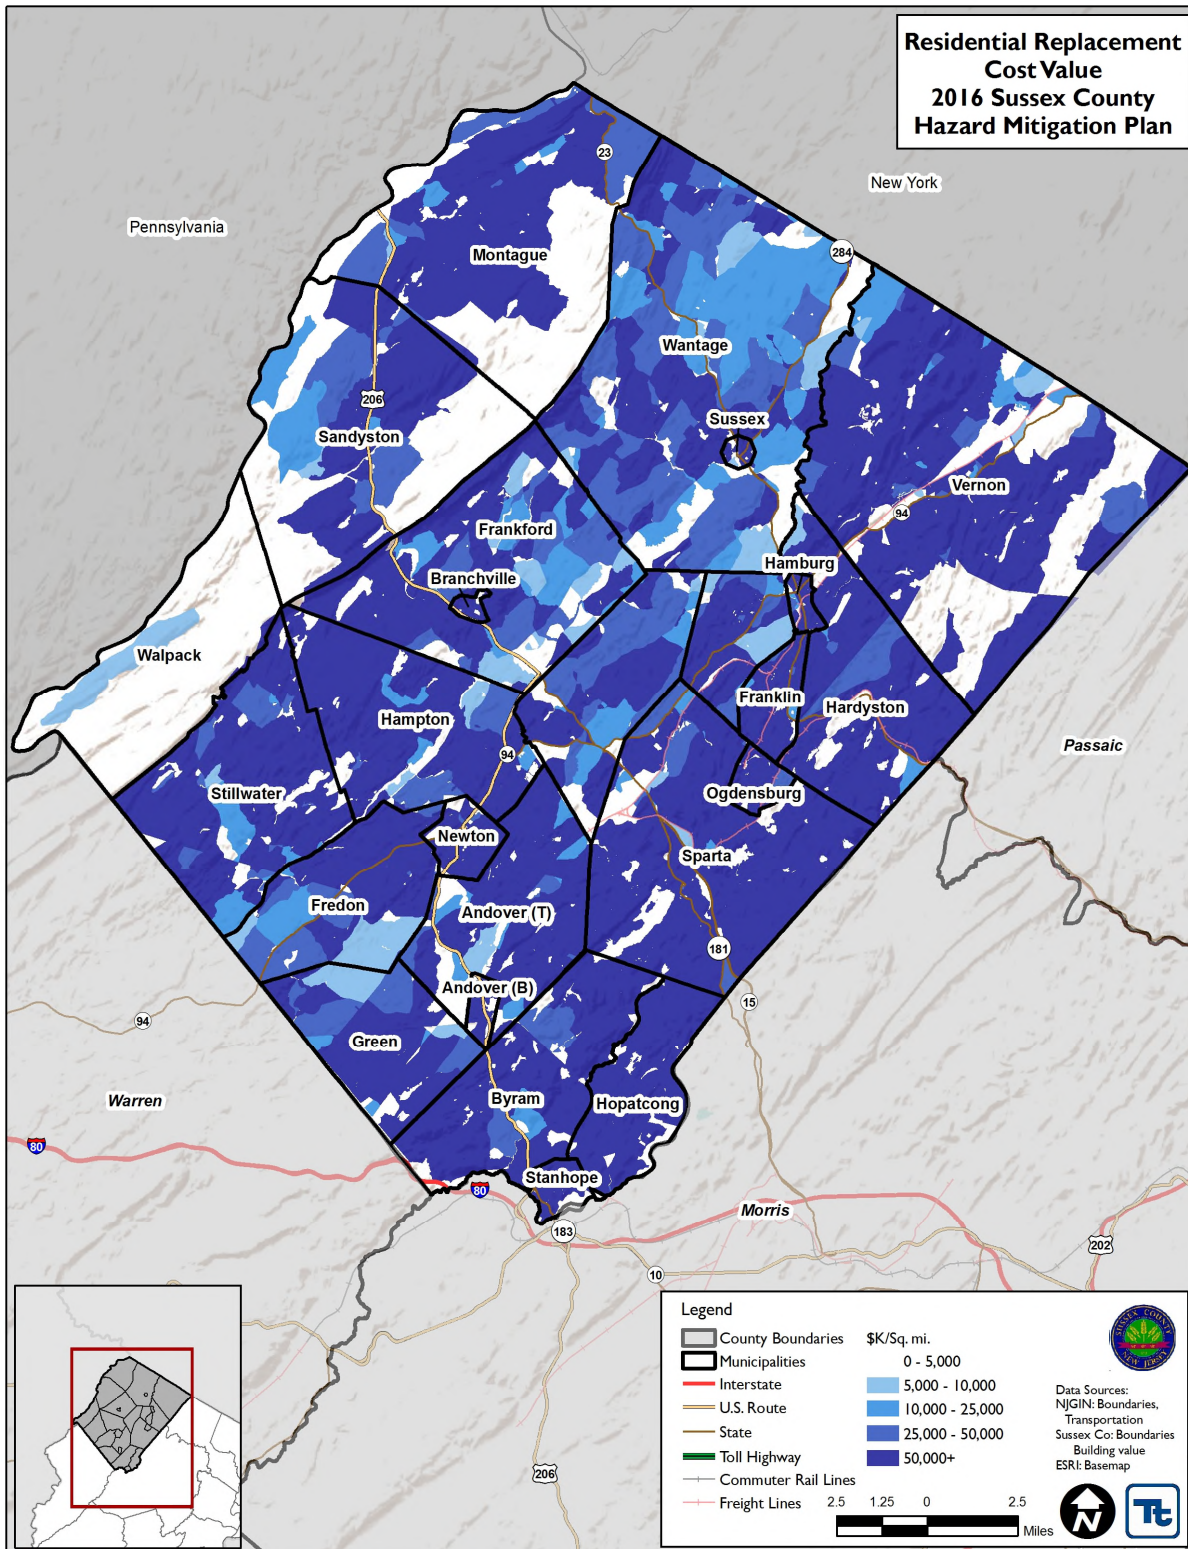 Residential Replacement
Cost Value
2016 Sussex County
Hazard Mitigation Plan
New York
Pennsylvania
23
284
Montague
Wantage
206
Sussex
Sandyston
Vernon
94
Frankford
Hamburg
Branchville
Walpack
Franklin
Hampton
Hardyston
Passaic
94
Stillwater
Ogdensburg
Newton
Sparta
Fredon
Andover (T)
181
Andover (B)
15
94
Green
Warren
Byram
Hopatcong
80
Stanhope
80
Morris
183
202
10
206
Legend
County Boundaries
Municipalities
Interstate
U.S. Route
State
Toll Highway
Commuter Rail Lines
Freight Lines
$K/Sq. mi.
0 - 5,000
5,000 - 10,000
10,000 - 25,000
25,000 - 50,000
50,000+
SUSSEX COUNTY
NEW JERSEY
Data Sources:
NJGIN: Boundaries,
Transportation
Sussex Co: Boundaries
Building value
ESRI: Basemap
2.5 1.25 0 2.5
Miles
N
Tt